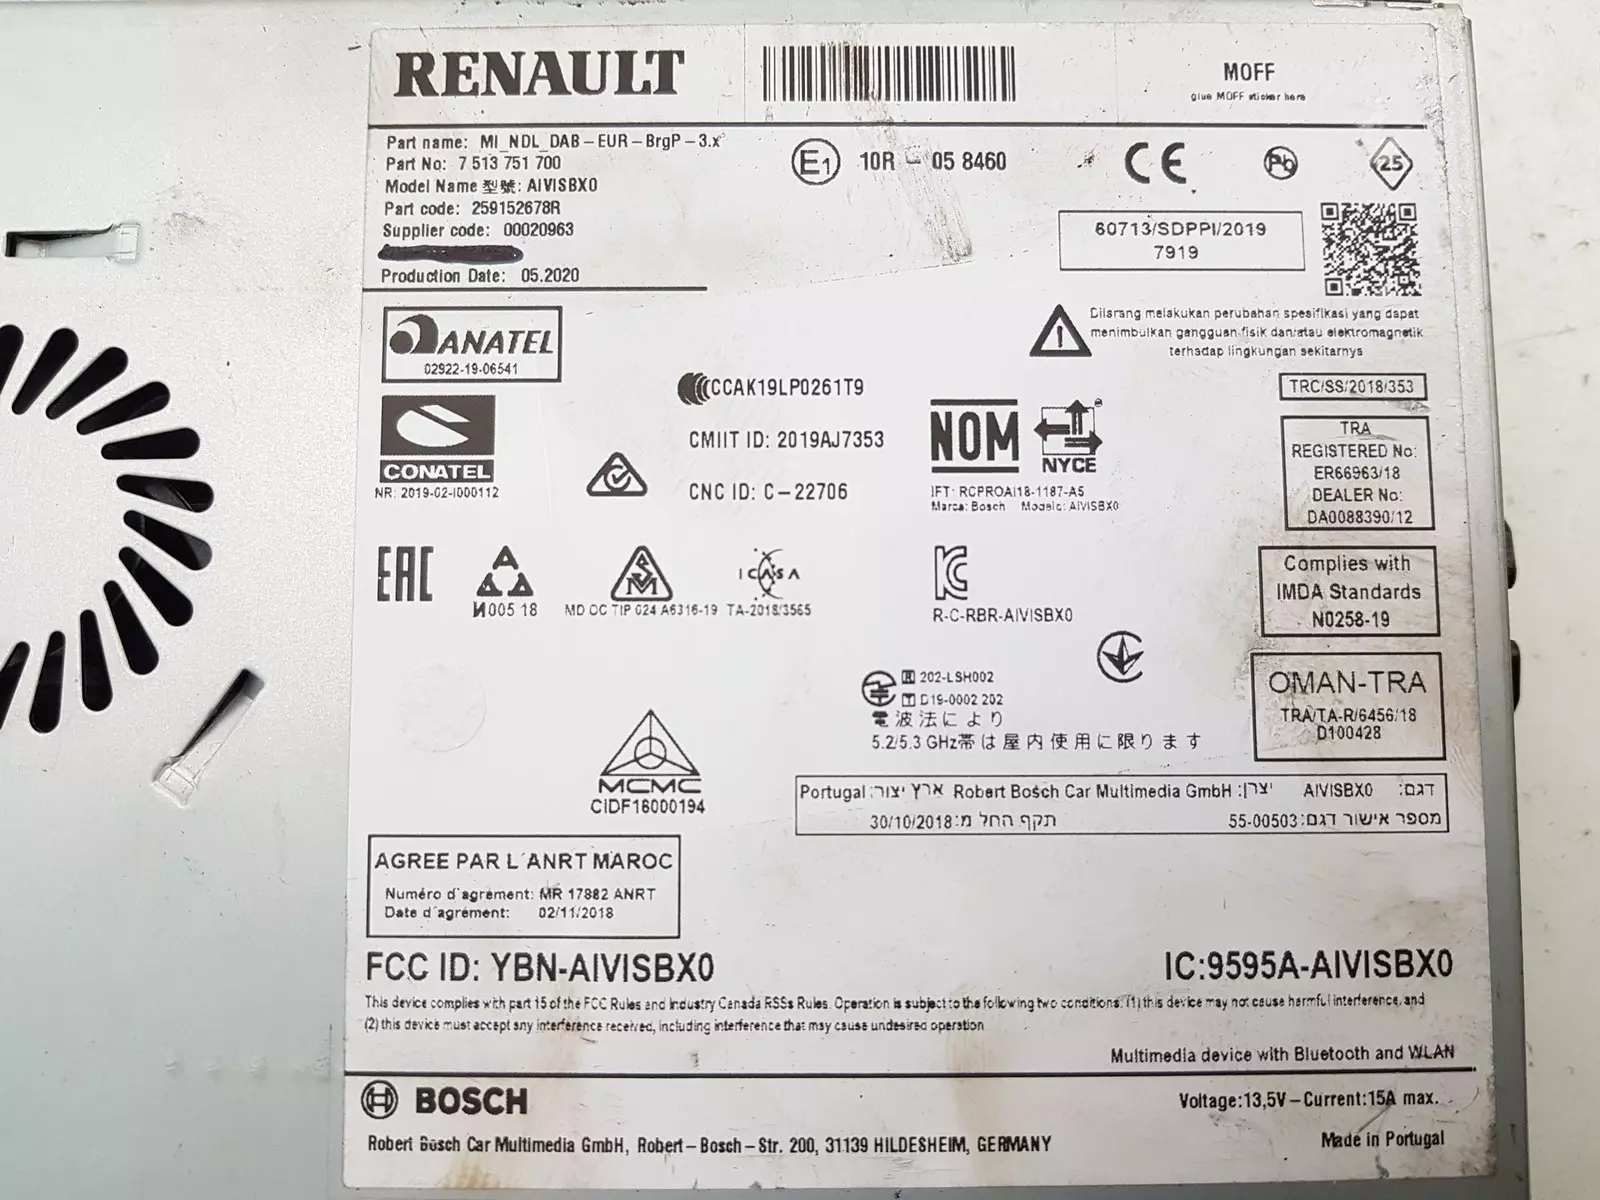 RENAULT
MOFF
glue MOFF sticker here
Part name: MI_NDL_DAB-EUR-BrgP-3.x
Part No: 7 513 751 700
Model Name 型號: AIVISBX0
Part code: 259152678R
Supplier code: 00020963
Production Date: 05.2020
E1 10R - 05 8460
CE
Pb
25
60713/SDPPI/2019
7919
Dilarang melakukan perubahan spesifikasi yang dapat
menimbulkan gangguan fisik dan/atau elektromagnetik
terhadap lingkungan sekitarnys
ANATEL
02922-19-06541
CCAK19LP0261T9
CMIIT ID: 2019AJ7353
CNC ID: C-22706
CONATEL
NR: 2019-02-I000112
NOM
NYCE
IFT: RCPROAI18-1187-A5
Marca: Bosch Modelo: AIVISBX0
TRC/SS/2018/353
TRA
REGISTERED No:
ER66963/18
DEALER No:
DA0088390/12
EAC
И005 18
SM
MD OC TIP 024 A6316-19
ICASA
TA-2018/3565
KC
R-C-RBR-AIVISBX0
Complies with
IMDA Standards
N0258-19
OMAN-TRA
TRA/TA-R/6456/18
D100428
R 202-LSH002
T D19-0002 202
電波法により
5.2/5.3 GHz帯は屋内使用に限ります
MCMC
CIDF16000194
דגם: AIVISBX0 יצרן: Robert Bosch Car Multimedia GmbH ארץ יצור: Portugal
מספר אישור דגם: 55-00503 תקף החל מ: 30/10/2018
AGREE PAR L'ANRT MAROC
Numéro d'agrément: MR 17882 ANRT
Date d'agrément: 02/11/2018
FCC ID: YBN-AIVISBX0
IC:9595A-AIVISBX0
This device complies with part 15 of the FCC Rules and Industry Canada RSSs Rules. Operation is subject to the following two conditions: (1) this device may not cause harmful interference, and
(2) this device must accept any interference received, including interference that may cause undesired operation
Multimedia device with Bluetooth and WLAN
BOSCH
Voltage:13,5V-Current:15A max.
Robert Bosch Car Multimedia GmbH, Robert-Bosch-Str. 200, 31139 HILDESHEIM, GERMANY
Made in Portugal